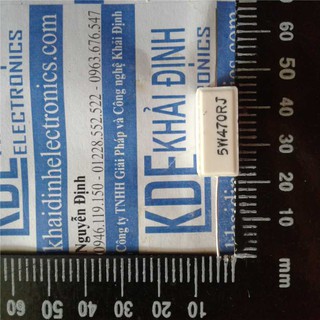 KDE KHẢI ĐỊNH
ELECTRONICS
khaidinhelectronics.com
Nguyễn Định
0946.119.150 - 01228.552.522 - 0963.676.547
Công ty TNHH Giải Pháp và Công nghệ Khải Định
KDE KHẢI ĐỊNH
5W470RJ
60 50 40 30 20 10 mm
60 50 40 30 20 10